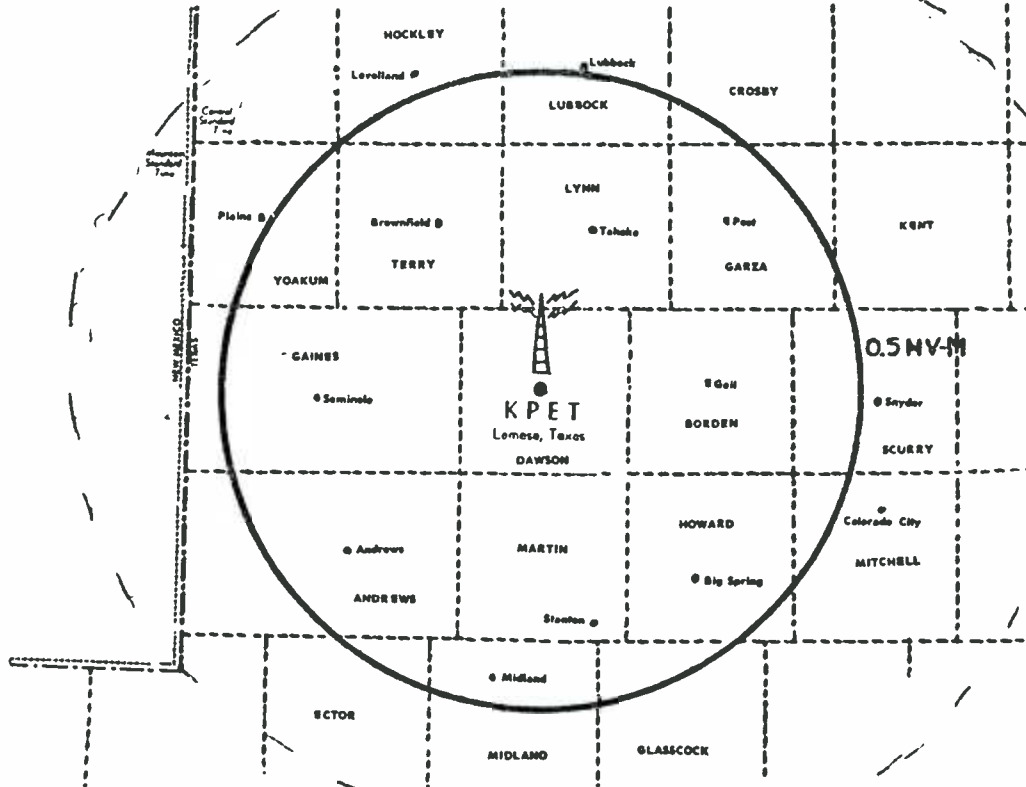 HOCKLEY
Levelland
Lubbock
LUBBOCK
CROSBY
Central
Standard
Time
Mountain
Standard
Time
LYNN
Plains
Brownfield
Tahoka
Post
KENT
TERRY
GARZA
YOAKUM
NEW MEXICO
TEXAS
GAINES
0.5 MV-M
Seminole
Gail
Snyder
KPET
Lamesa, Texas
BORDEN
DAWSON
SCURRY
HOWARD
Colorado City
Andrews
MARTIN
MITCHELL
Big Spring
ANDREWS
Stanton
Midland
ECTOR
MIDLAND
GLASSCOCK